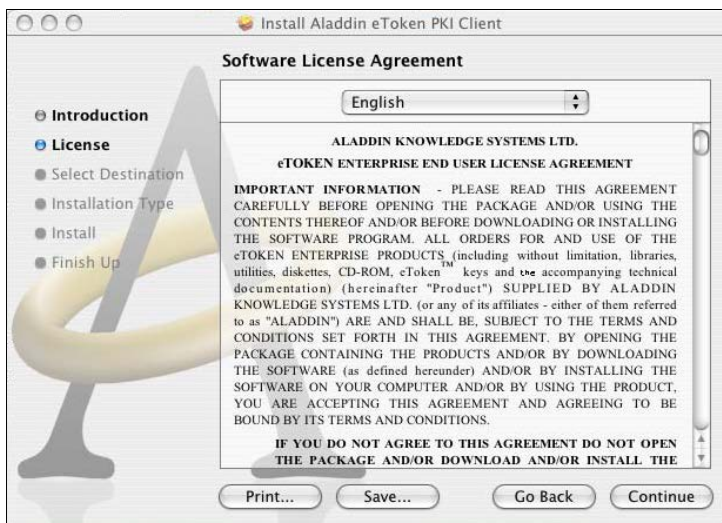 Install Aladdin eToken PKI Client
Software License Agreement
Introduction
License
Select Destination
Installation Type
Install
Finish Up
English
ALADDIN KNOWLEDGE SYSTEMS LTD.
eTOKEN ENTERPRISE END USER LICENSE AGREEMENT
IMPORTANT INFORMATION - PLEASE READ THIS AGREEMENT
CAREFULLY BEFORE OPENING THE PACKAGE AND/OR USING THE
CONTENTS THEREOF AND/OR BEFORE DOWNLOADING OR INSTALLING
THE SOFTWARE PROGRAM. ALL ORDERS FOR AND USE OF THE
eTOKEN ENTERPRISE PRODUCTS (including without limitation, libraries,
utilities, diskettes, CD-ROM, eToken™ keys and the accompanying technical
documentation) (hereinafter "Product") SUPPLIED BY ALADDIN
KNOWLEDGE SYSTEMS LTD. (or any of its affiliates - either of them referred
to as "ALADDIN") ARE AND SHALL BE, SUBJECT TO THE TERMS AND
CONDITIONS SET FORTH IN THIS AGREEMENT. BY OPENING THE
PACKAGE CONTAINING THE PRODUCTS AND/OR BY DOWNLOADING
THE SOFTWARE (as defined hereunder) AND/OR BY INSTALLING THE
SOFTWARE ON YOUR COMPUTER AND/OR BY USING THE PRODUCT,
YOU ARE ACCEPTING THIS AGREEMENT AND AGREEING TO BE
BOUND BY ITS TERMS AND CONDITIONS.
IF YOU DO NOT AGREE TO THIS AGREEMENT DO NOT OPEN
THE PACKAGE AND/OR DOWNLOAD AND/OR INSTALL THE
Print...
Save...
Go Back
Continue